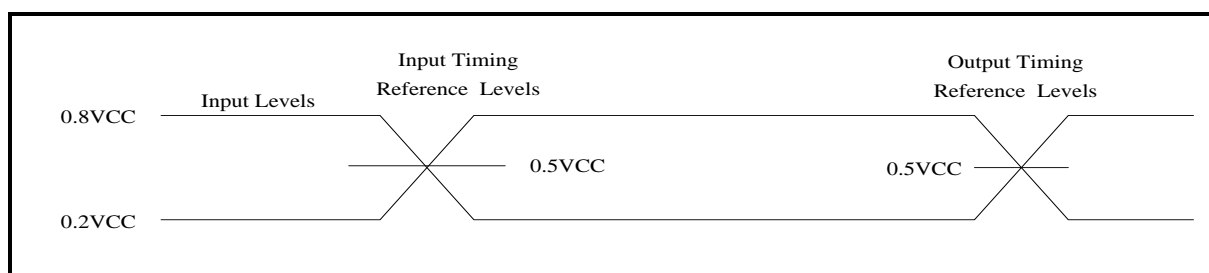 Input Timing
Reference Levels
Output Timing
Reference Levels
Input Levels
0.8VCC
0.5VCC
0.5VCC
0.2VCC